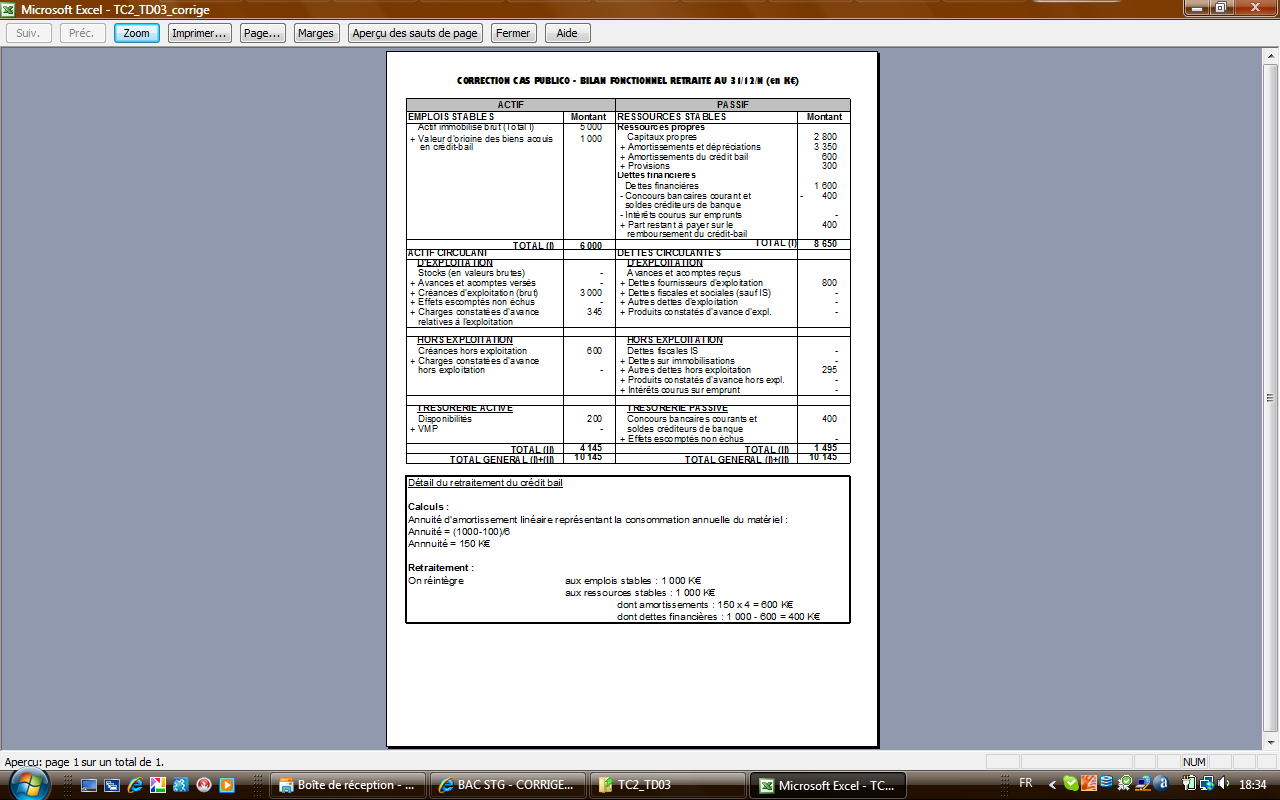 Microsoft Excel - TC2_TD03_corrige
Suiv. Préc. Zoom Imprimer... Page... Marges Aperçu des sauts de page Fermer Aide
CORRECTION CAS PUBLICO - BILAN FONCTIONNEL RETRAITE AU 31/12/N (en K€)
ACTIF PASSIF
EMPLOIS STABLES Montant RESSOURCES STABLES Montant
Actif immobilisé brut (Total I) 5 000 Ressources propres
+ Valeur d'origine des biens acquis 1 000 Capitaux propres 2 800
en crédit-bail + Amortissements et dépréciations 3 350
+ Amortissements du crédit bail 600
+ Provisions 300
Dettes financières
Dettes financières 1 600
- Concours bancaires courant et - 400
soldes créditeurs de banque
- Intérêts courus sur emprunts -
+ Part restant à payer sur le 400
remboursement du crédit-bail
TOTAL (I) 6 000 TOTAL (I) 8 650
ACTIF CIRCULANT DETTES CIRCULANTES
D'EXPLOITATION D'EXPLOITATION
Stocks (en valeurs brutes) - Avances et acomptes reçus
+ Avances et acomptes versés - + Dettes fournisseurs d'exploitation 800
+ Créances d'exploitation (brut) 3 000 + Dettes fiscales et sociales (sauf IS) -
+ Effets escomptés non échus - + Autres dettes d'exploitation -
+ Charges constatées d'avance 345 + Produits constatés d'avance d'expl. -
relatives à l'exploitation
HORS EXPLOITATION HORS EXPLOITATION
Créances hors exploitation 600 Dettes fiscales IS -
+ Charges constatées d'avance + Dettes sur immobilisations -
hors exploitation - + Autres dettes hors exploitation 295
+ Produits constatés d'avance hors expl. -
+ Intérêts courus sur emprunt -
TRESORERIE ACTIVE TRESORERIE PASSIVE
Disponibilités 200 Concours bancaires courants et 400
+ VMP - soldes créditeurs de banque
+ Effets escomptés non échus -
TOTAL (II) 4 145 TOTAL (II) 1 495
TOTAL GENERAL (I)+(II) 10 145 TOTAL GENERAL (I)+(II) 10 145
Détail du retraitement du crédit bail
Calculs :
Annuité d'amortissement linéaire représentant la consommation annuelle du matériel :
Annuité = (1000-100)/6
Annnuité = 150 K€
Retraitement :
On réintègre aux emplois stables : 1 000 K€
aux ressources stables : 1 000 K€
dont amortissements : 150 x 4 = 600 K€
dont dettes financières : 1 000 - 600 = 400 K€
Aperçu: page 1 sur un total de 1.
NUM
Boîte de réception - ... BAC STG - CORRIGE... TC2_TD03 Microsoft Excel - TC... FR 18:34